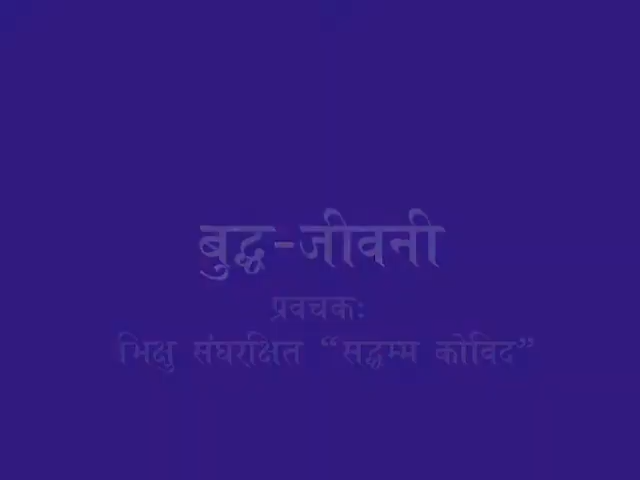 बुद्ध-जीवनी
प्रवचकः
भिक्षु संघरक्षित “सद्धम्म कोविद”